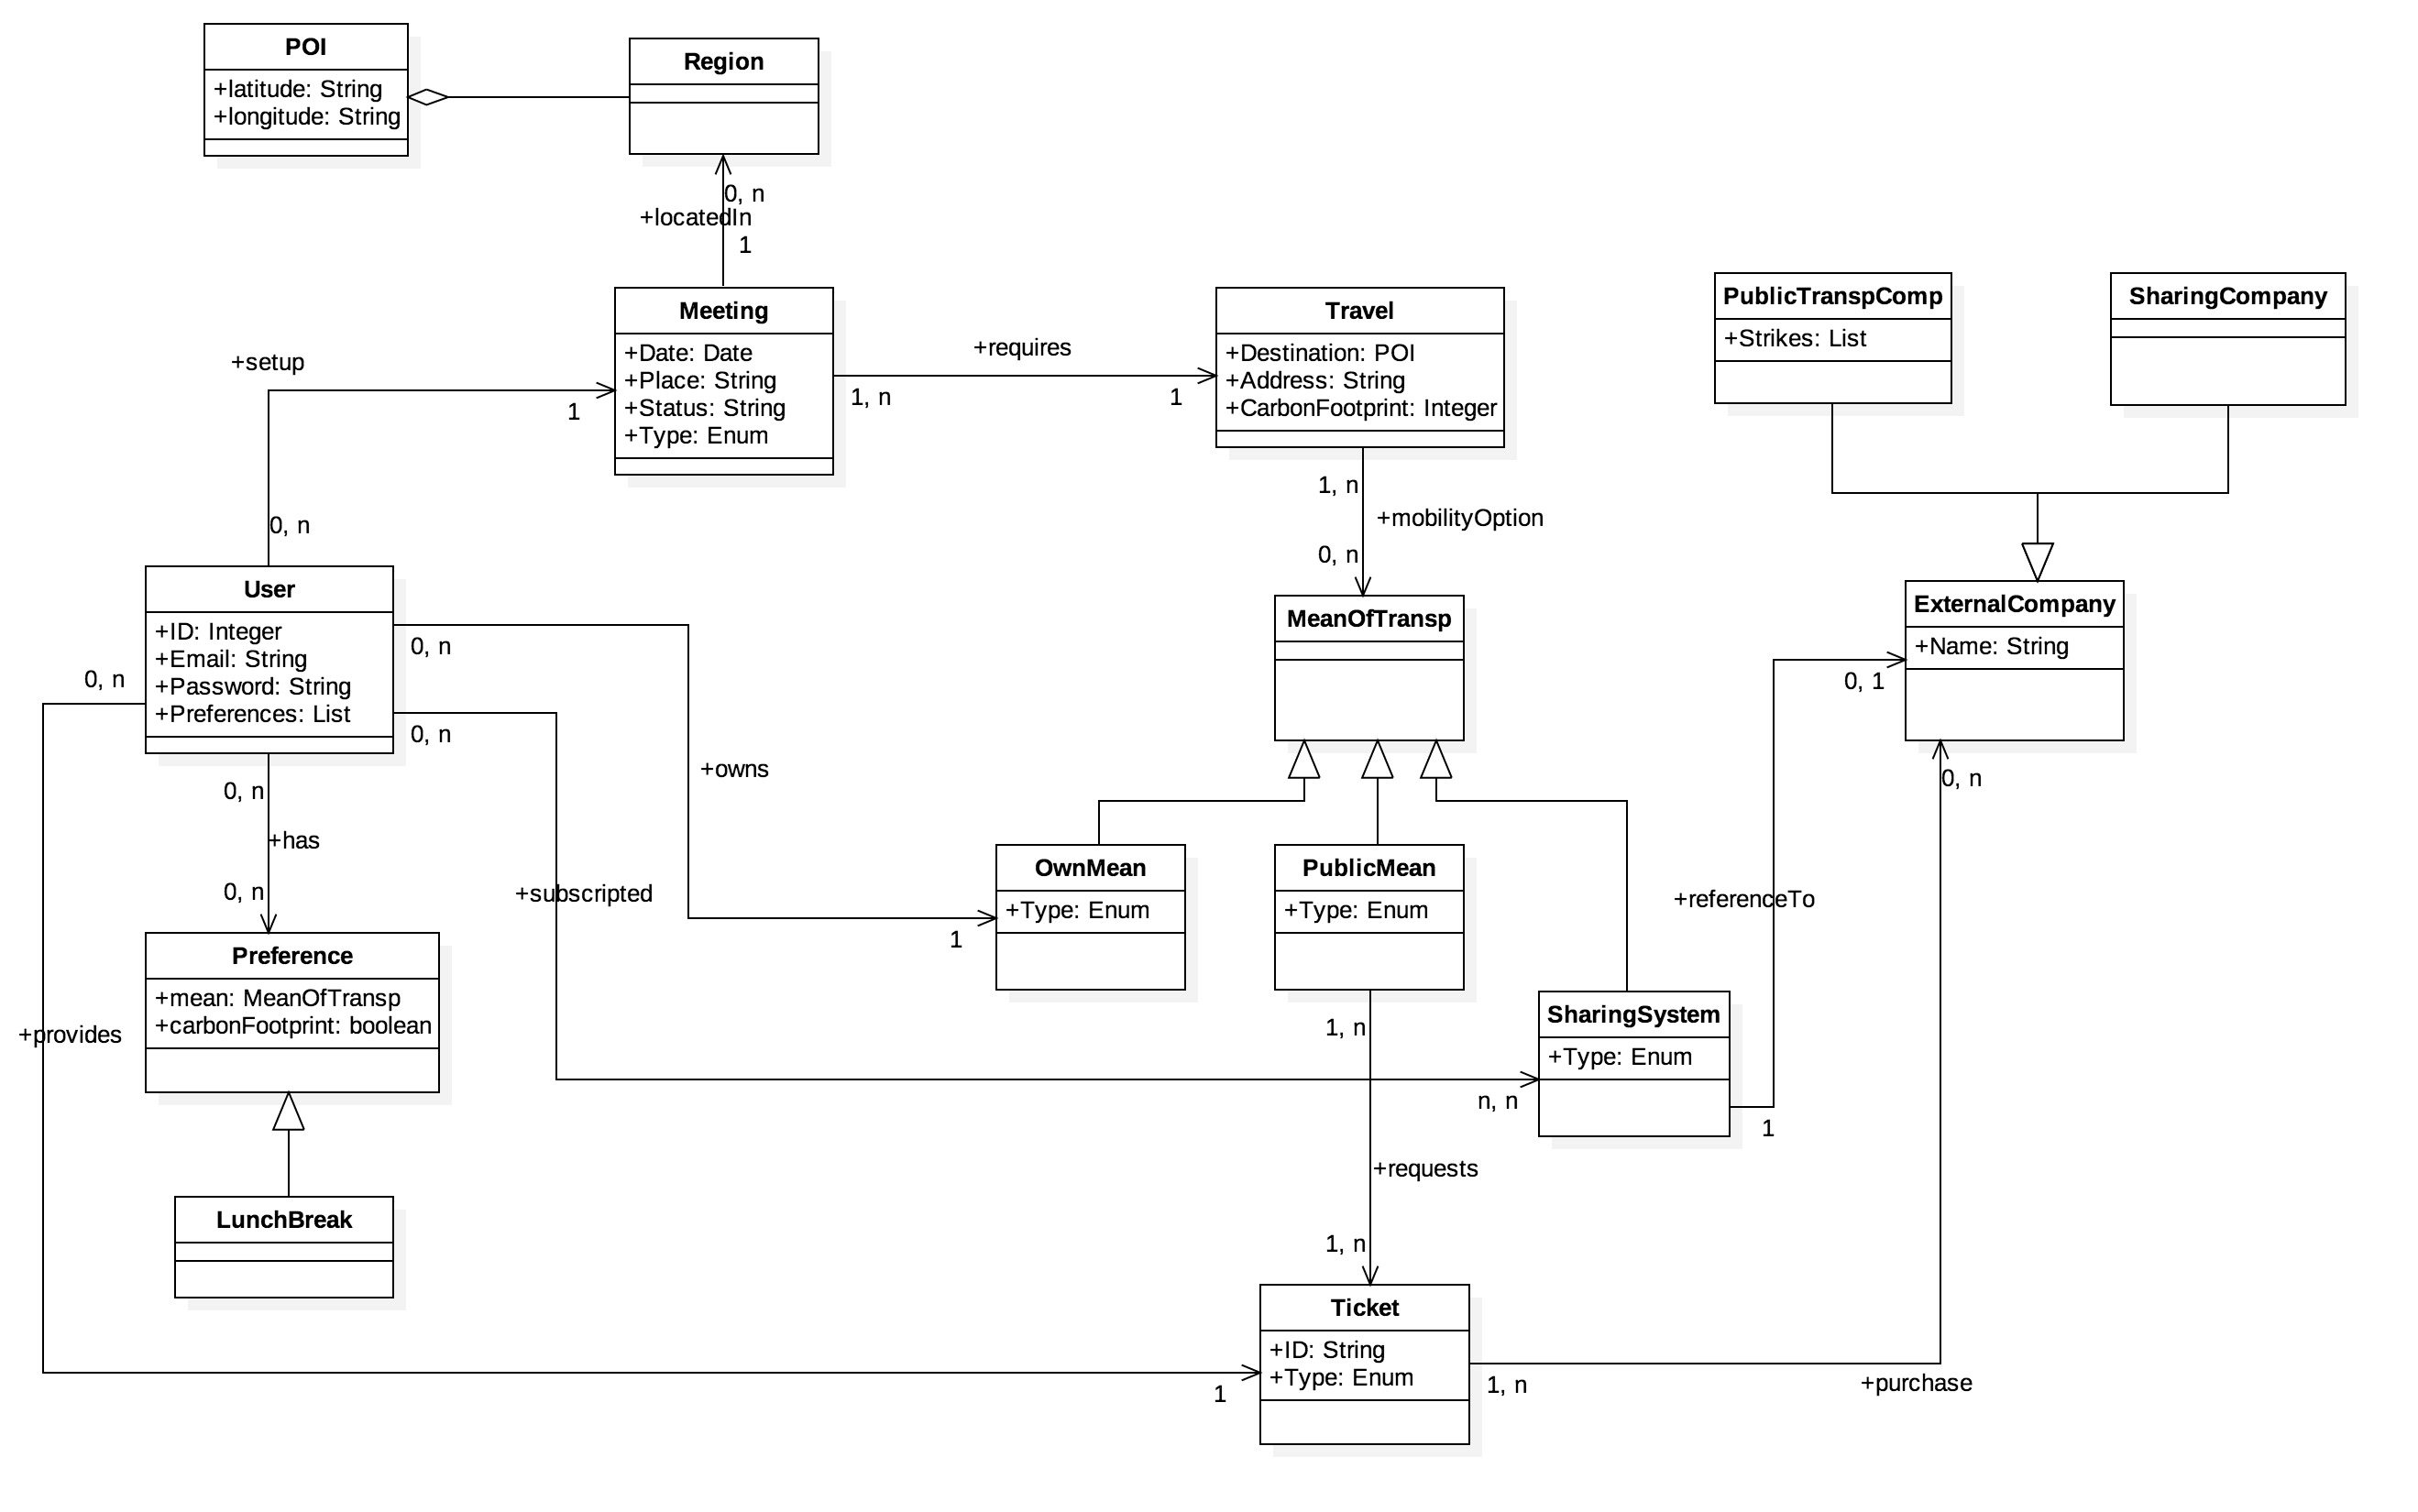 POI
+latitude: String
+longitude: String
Region
0, n
+locatedIn
1
Meeting
+Date: Date
+Place: String
+Status: String
+Type: Enum
+requires
1, n
1
Travel
+Destination: POI
+Address: String
+CarbonFootprint: Integer
PublicTranspComp
+Strikes: List
SharingCompany
+setup
1
0, n
1, n
+mobilityOption
0, n
User
+ID: Integer
+Email: String
+Password: String
+Preferences: List
0, n
0, n
0, n
MeanOfTransp
ExternalCompany
+Name: String
0, 1
0, n
+owns
0, n
+has
0, n
+subscripted
1
OwnMean
+Type: Enum
PublicMean
+Type: Enum
+referenceTo
Preference
+mean: MeanOfTransp
+carbonFootprint: boolean
+provides
1, n
SharingSystem
+Type: Enum
n, n
1
+requests
LunchBreak
1, n
Ticket
+ID: String
+Type: Enum
1
1, n
+purchase